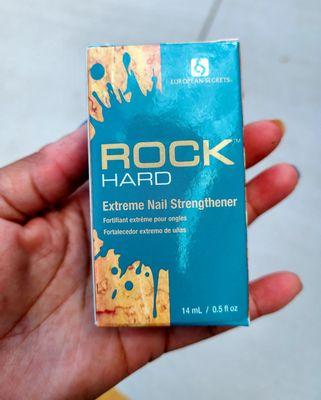 EUROPEAN SECRETS
ROCK™
HARD
Extreme Nail Strengthener
Fortifiant extrême pour ongles
Fortalecedor extremo de uñas
14 mL / 0.5 fl oz